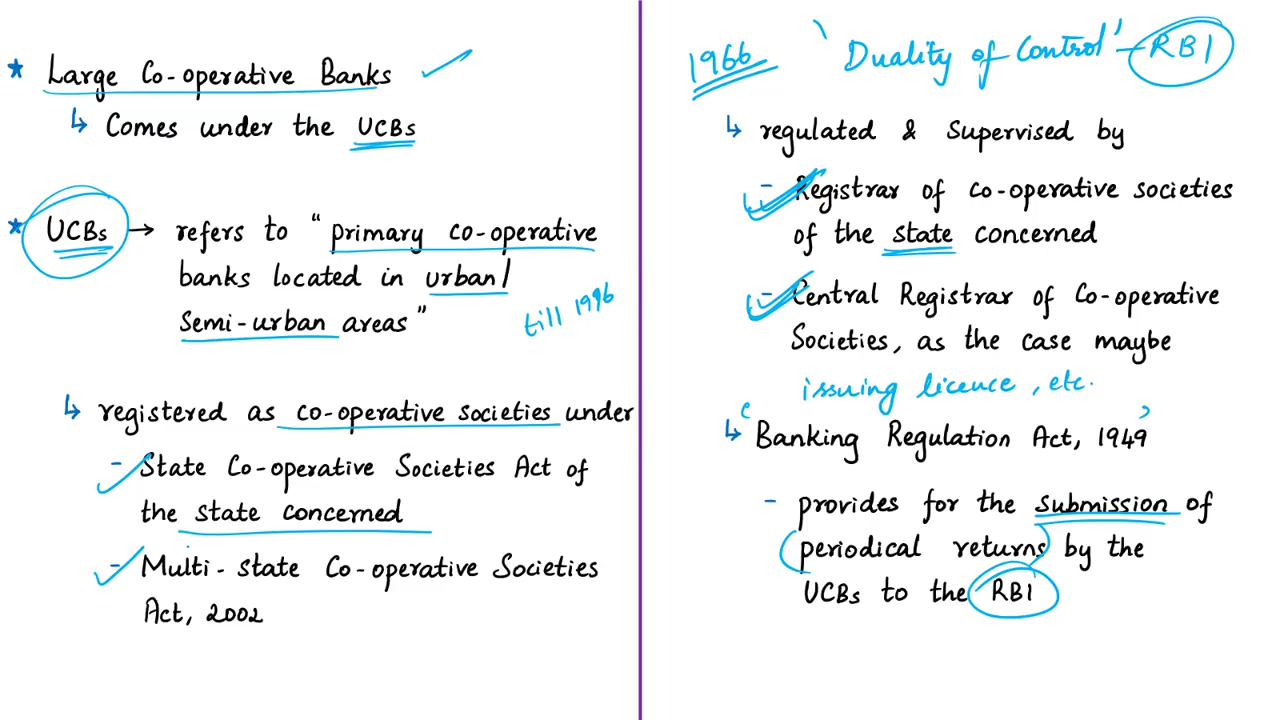 ★ Large Co-operative Banks ✓
↳ Comes under the UCBs
★ UCBs → refers to "primary co-operative
banks located in urban/
Semi-urban areas"
till 1996
↳ registered as co-operative societies under
- State Co-operative Societies Act of
the state concerned
- Multi-state Co-operative Societies
Act, 2002
1966 'Duality of Control' - RBI
↳ regulated & Supervised by
- Registrar of co-operative societies
of the state concerned
- Central Registrar of Co-operative
Societies, as the case maybe
issuing licence, etc.
↳ 'Banking Regulation Act, 1949'
- provides for the submission of
(periodical returns) by the
UCBs to the RBI